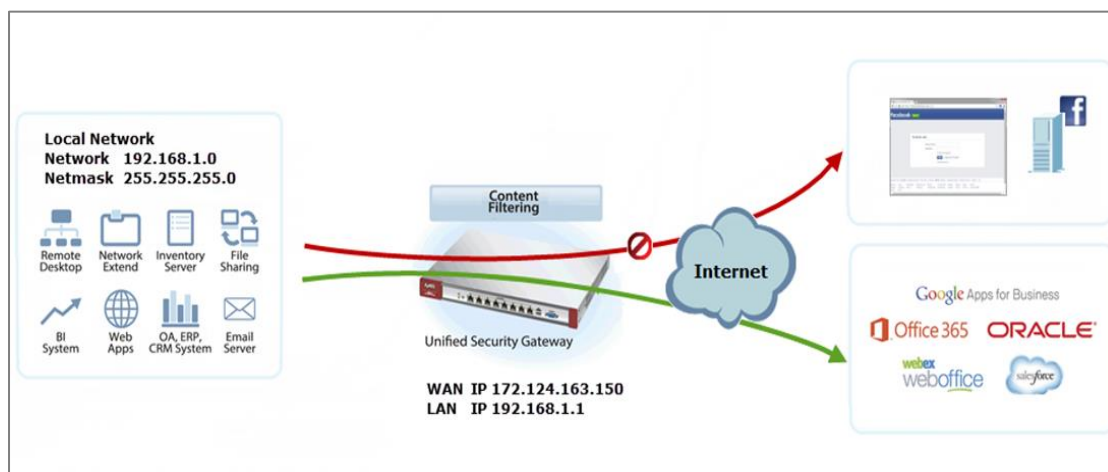 Local Network
Network 192.168.1.0
Netmask 255.255.255.0
Remote Desktop
Network Extend
Inventory Server
File Sharing
BI System
Web Apps
OA, ERP, CRM System
Email Server
Content Filtering
Unified Security Gateway
WAN IP 172.124.163.150
LAN IP 192.168.1.1
Internet
facebook
f
Google Apps for Business
Office 365
ORACLE
webex
weboffice
salesforce